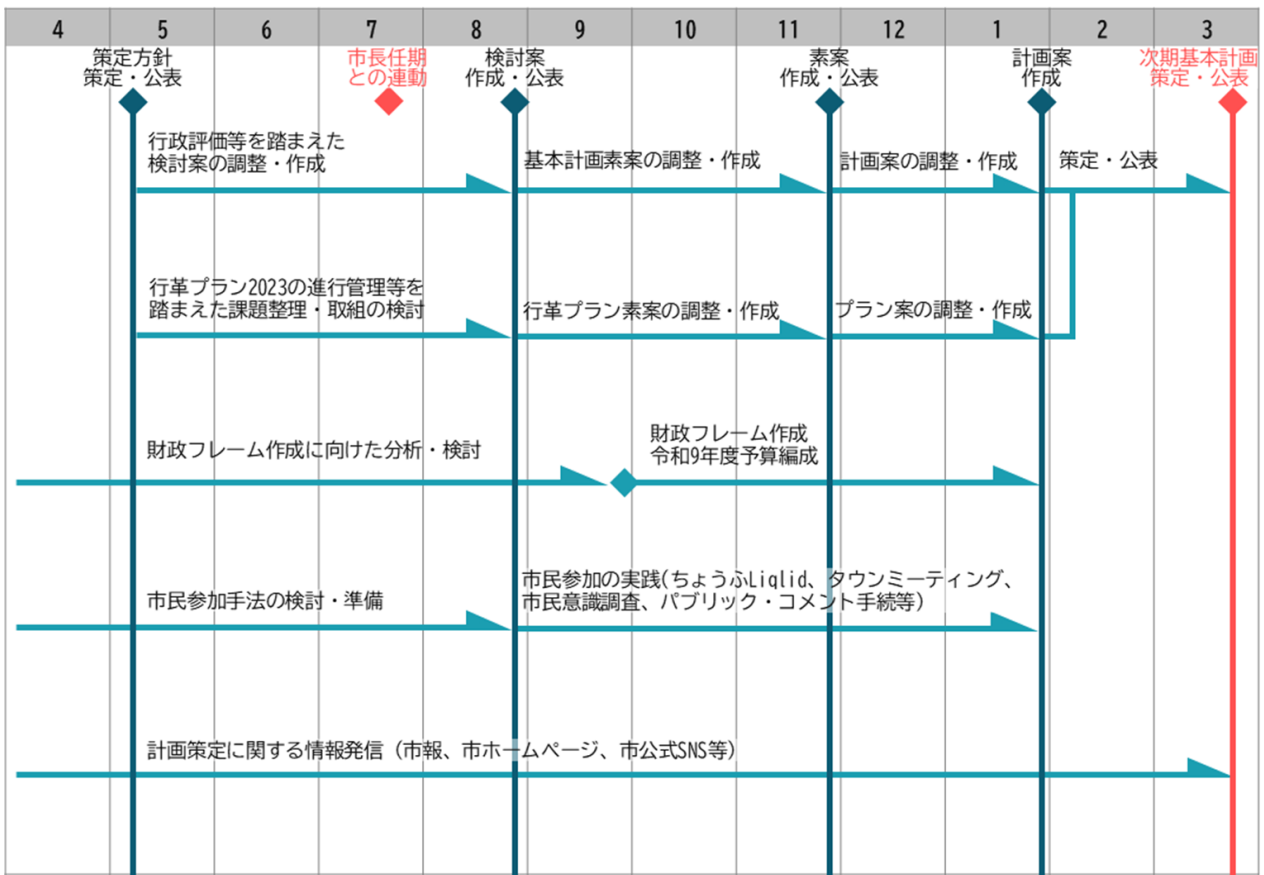 4 5 6 7 8 9 10 11 12 1 2 3
策定方針
策定・公表
市長任期
との連動
検討案
作成・公表
素案
作成・公表
計画案
作成
次期基本計画
策定・公表
行政評価等を踏まえた
検討案の調整・作成
基本計画素案の調整・作成
計画案の調整・作成
策定・公表
行革プラン2023の進行管理等を
踏まえた課題整理・取組の検討
行革プラン素案の調整・作成
プラン案の調整・作成
財政フレーム作成に向けた分析・検討
財政フレーム作成
令和9年度予算編成
市民参加手法の検討・準備
市民参加の実践(ちょうふLiqlid、タウンミーティング、
市民意識調査、パブリック・コメント手続等)
計画策定に関する情報発信（市報、市ホームページ、市公式SNS等）